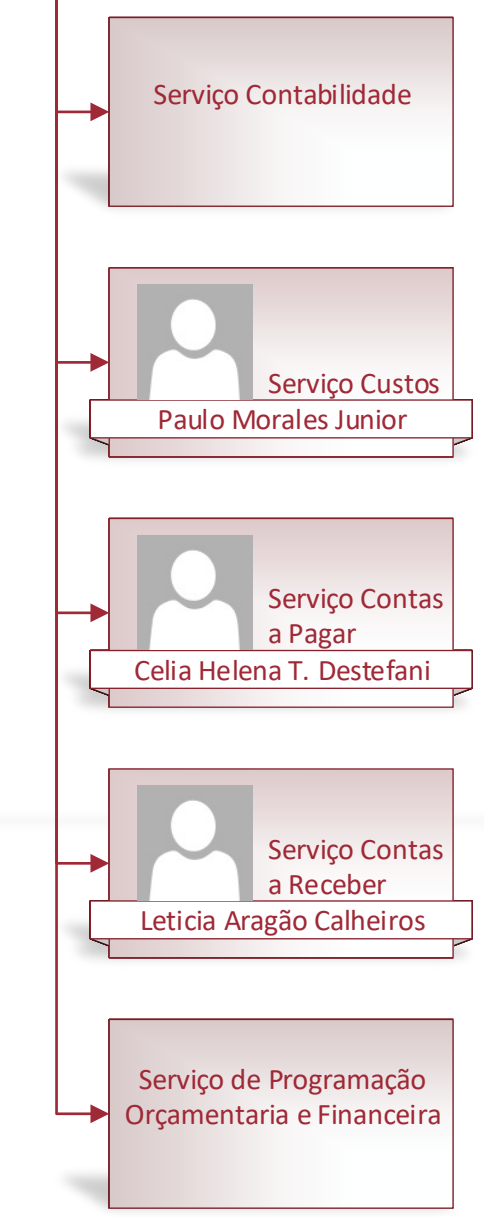 Serviço Contabilidade
Serviço Custos
Paulo Morales Junior
Serviço Contas
a Pagar
Celia Helena T. Destefani
Serviço Contas
a Receber
Leticia Aragão Calheiros
Serviço de Programação
Orçamentaria e Financeira